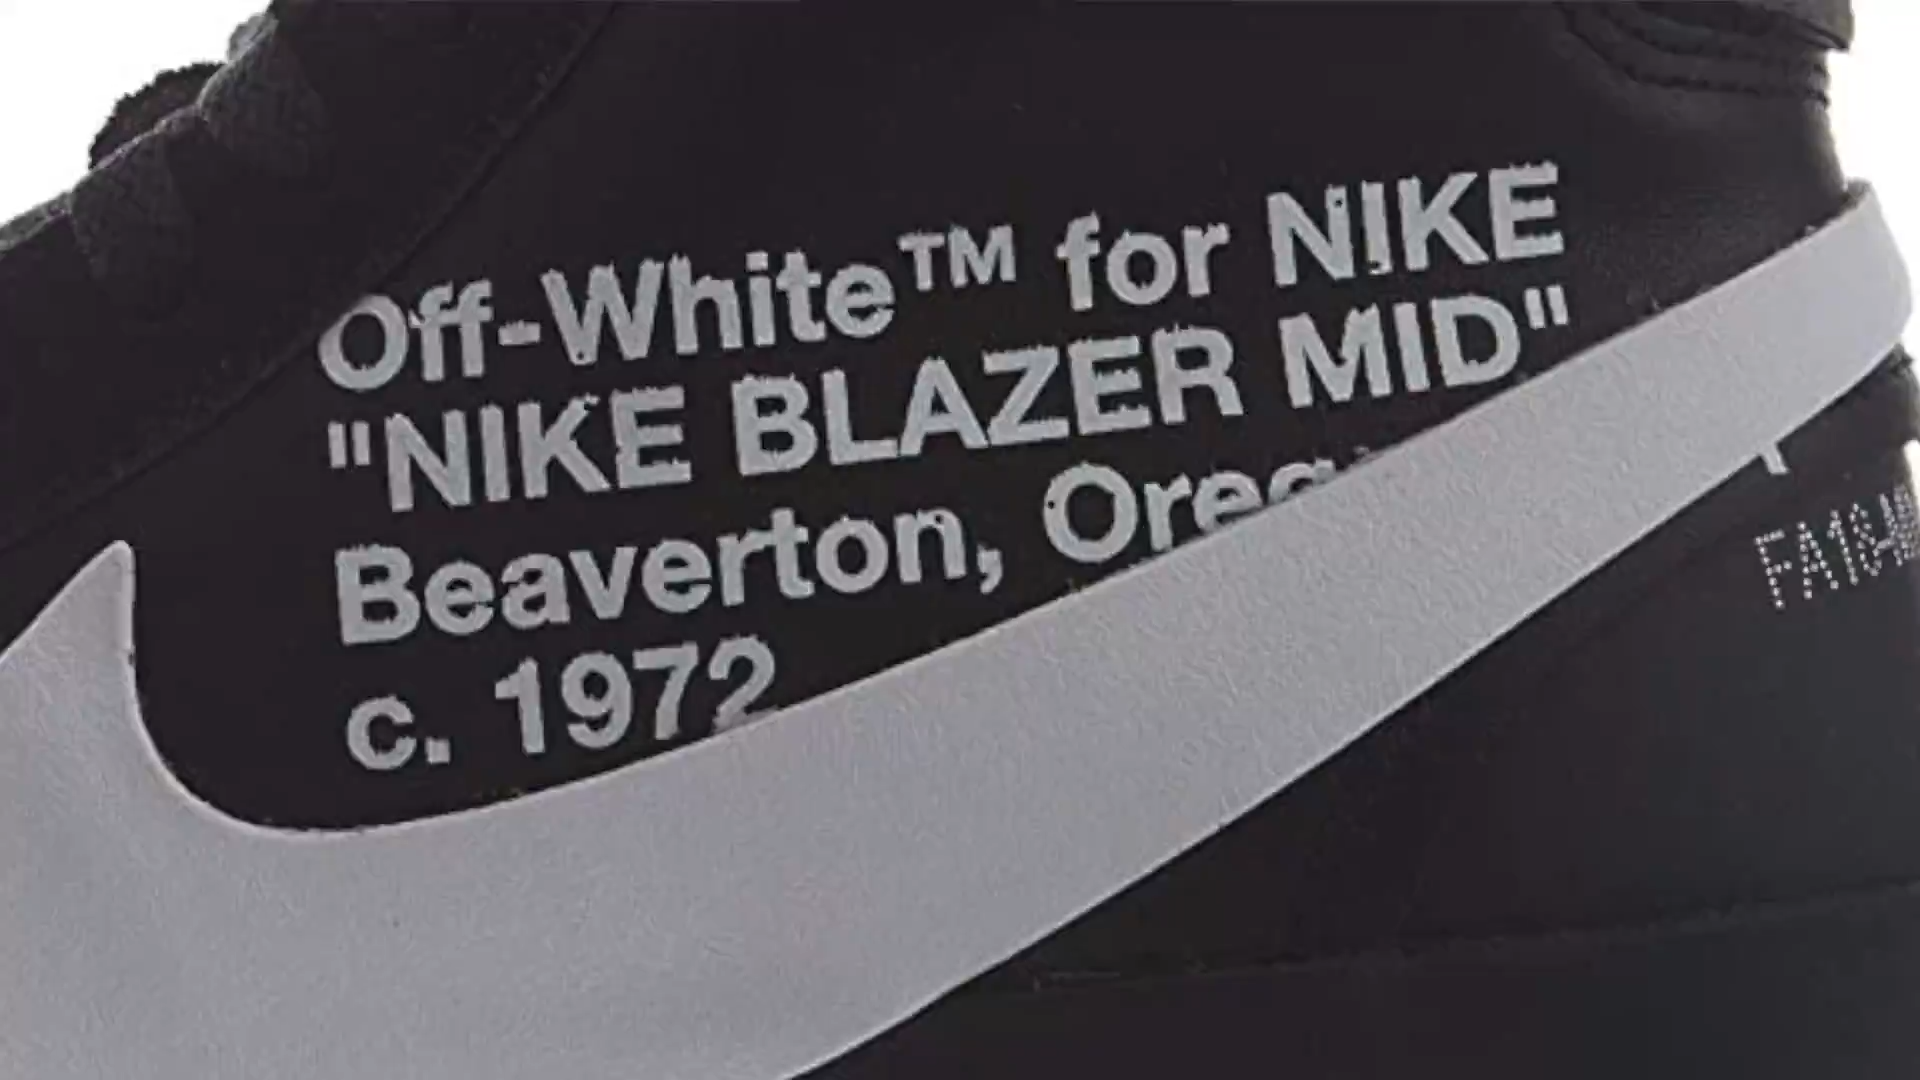 Off-White™ for NIKE
"NIKE BLAZER MID"
Beaverton,
c. 1972